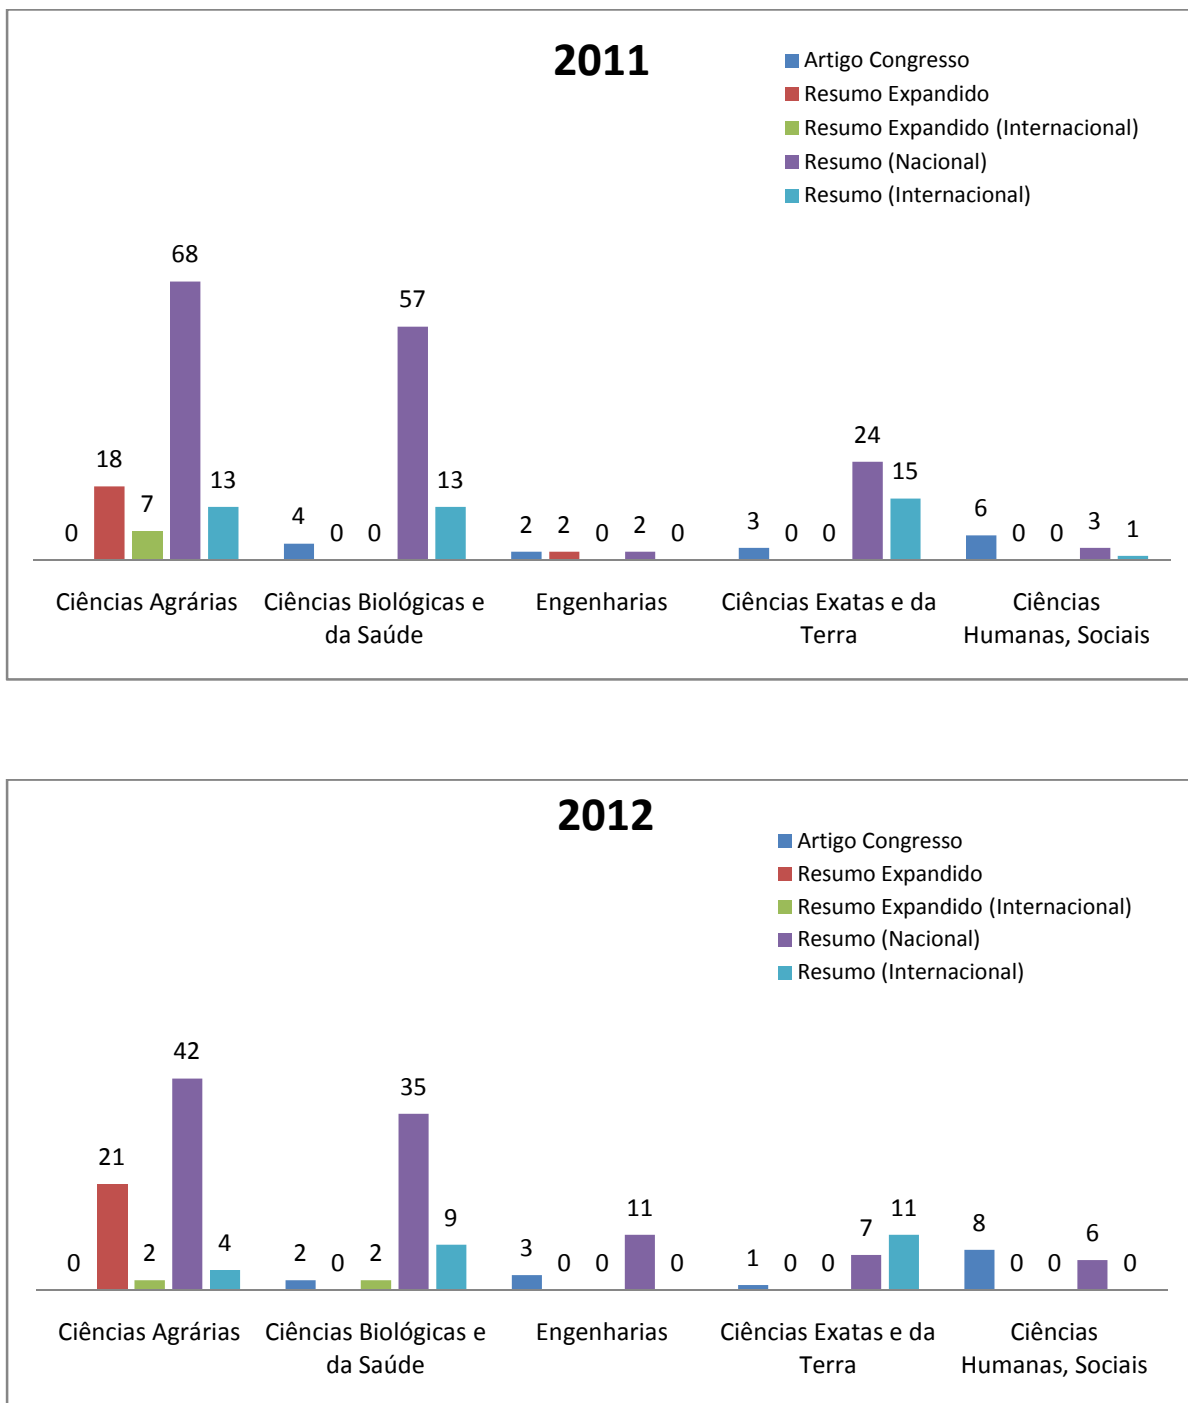 2011
Artigo Congresso
Resumo Expandido
Resumo Expandido (Internacional)
Resumo (Nacional)
Resumo (Internacional)
0 18 7 68 13
4 0 0 57 13
2 2 0 2 0
3 0 0 24 15
6 0 0 3 1
Ciências Agrárias
Ciências Biológicas e
da Saúde
Engenharias
Ciências Exatas e da
Terra
Ciências
Humanas, Sociais
2012
Artigo Congresso
Resumo Expandido
Resumo Expandido (Internacional)
Resumo (Nacional)
Resumo (Internacional)
0 21 2 42 4
2 0 2 35 9
3 0 0 11 0
1 0 0 7 11
8 0 0 6 0
Ciências Agrárias
Ciências Biológicas e
da Saúde
Engenharias
Ciências Exatas e da
Terra
Ciências
Humanas, Sociais